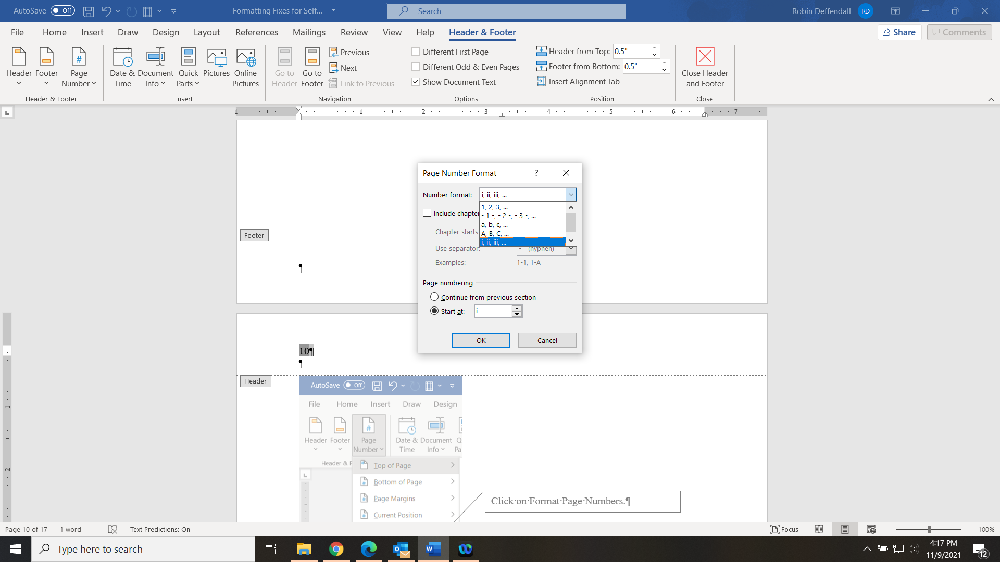 AutoSave Off Formatting Fixes for Self... Search Robin Deffendall RD
File Home Insert Draw Design Layout References Mailings Review View Help Header & Footer Share Comments
Header Footer Page Number
Header & Footer
Date & Time Document Info Quick Parts Pictures Online Pictures
Insert
Go to Header Go to Footer
Previous
Next
Link to Previous
Navigation
Different First Page
Different Odd & Even Pages
Show Document Text
Options
Header from Top: 0.5"
Footer from Bottom: 0.5"
Insert Alignment Tab
Position
Close Header and Footer
Close
L
1 1 2 3 4 5 6 7
Footer
¶
Page Number Format ?
Number format: i, ii, iii, ...
1, 2, 3, ...
- 1 -, - 2 -, - 3 -, ...
a, b, c, ...
A, B, C, ...
i, ii, iii, ...
Include chapter
Chapter starts
Use separator: - (hyphen)
Examples: 1-1, 1-A
Page numbering
Continue from previous section
Start at: i
OK Cancel
10¶
¶
Header
AutoSave Off
File Home Insert Draw Design
Header Footer Page Number Date & Time Document Info Qu Par
Header & F
L
Top of Page
Bottom of Page
Page Margins
Current Position
Click·on·Format·Page·Numbers.¶
1
2
Page 10 of 17 1 word Text Predictions: On Focus 100%
Type here to search
W
4:17 PM
11/9/2021
12